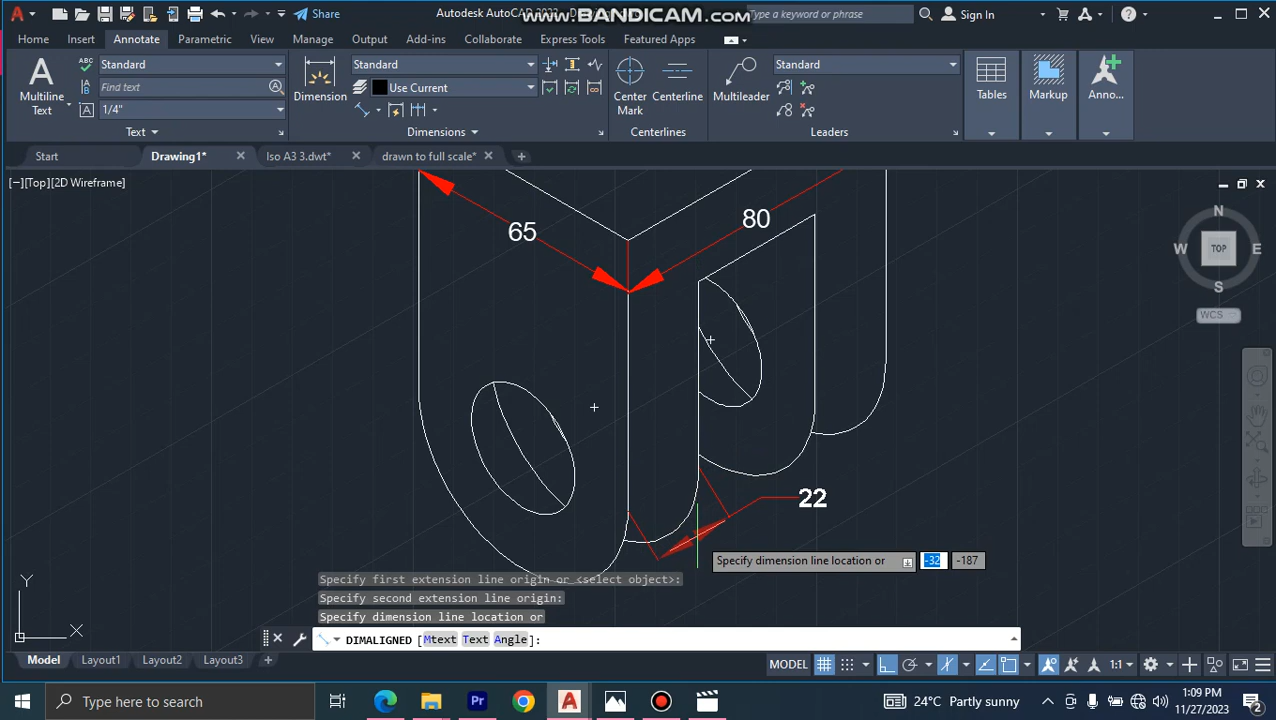 Share
Autodesk AutoCAD 202
www.BANDICAM.com
Type a keyword or phrase
Sign In
Home Insert Annotate Parametric View Manage Output Add-ins Collaborate Express Tools Featured Apps
A
Multiline
Text
ABC
Standard
Find text
A
1/4"
Text
Dimension
Standard
Use Current
Dimensions
Center
Mark
Centerline
Centerlines
Multileader
Standard
Leaders
Tables
Markup
Anno...
Start
Drawing1*
Iso A3 3.dwt*
drawn to full scale*
[−][Top][2D Wireframe]
N
W
TOP
E
S
WCS
65
80
22
Specify dimension line location or
-32
-187
Specify first extension line origin or <select object>:
Specify second extension line origin:
Specify dimension line location or
DIMALIGNED [Mtext Text Angle]:
Y
X
Model
Layout1
Layout2
Layout3
MODEL
1:1
Type here to search
Pr
A
24°C Partly sunny
1:09 PM
11/27/2023
2